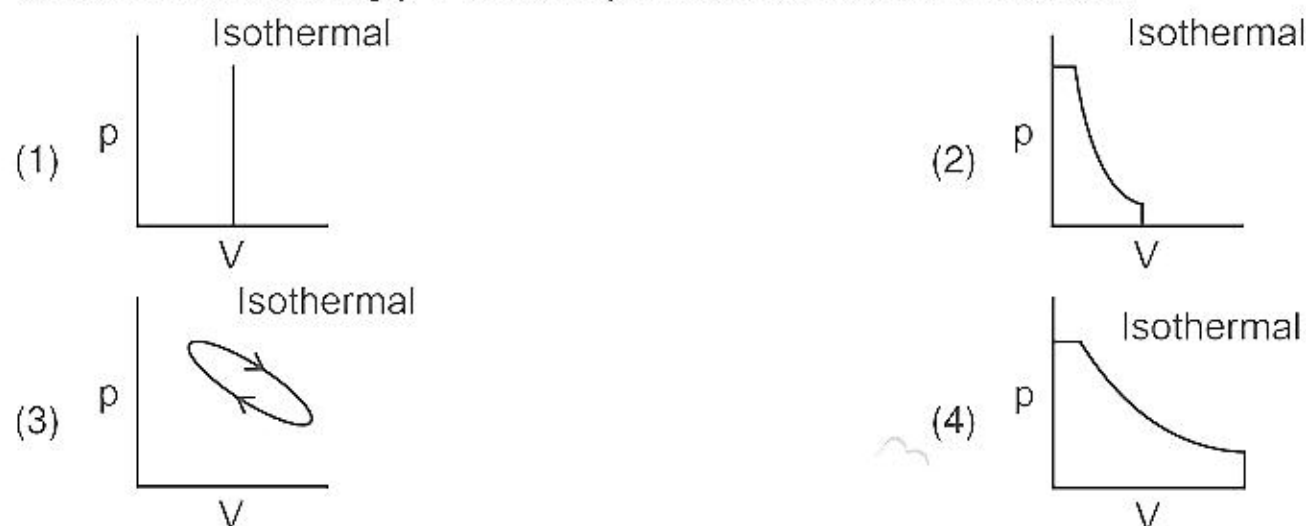 Isothermal
Isothermal
(1) p
(2) p
V
V
Isothermal
Isothermal
(3) p
(4) p
V
V